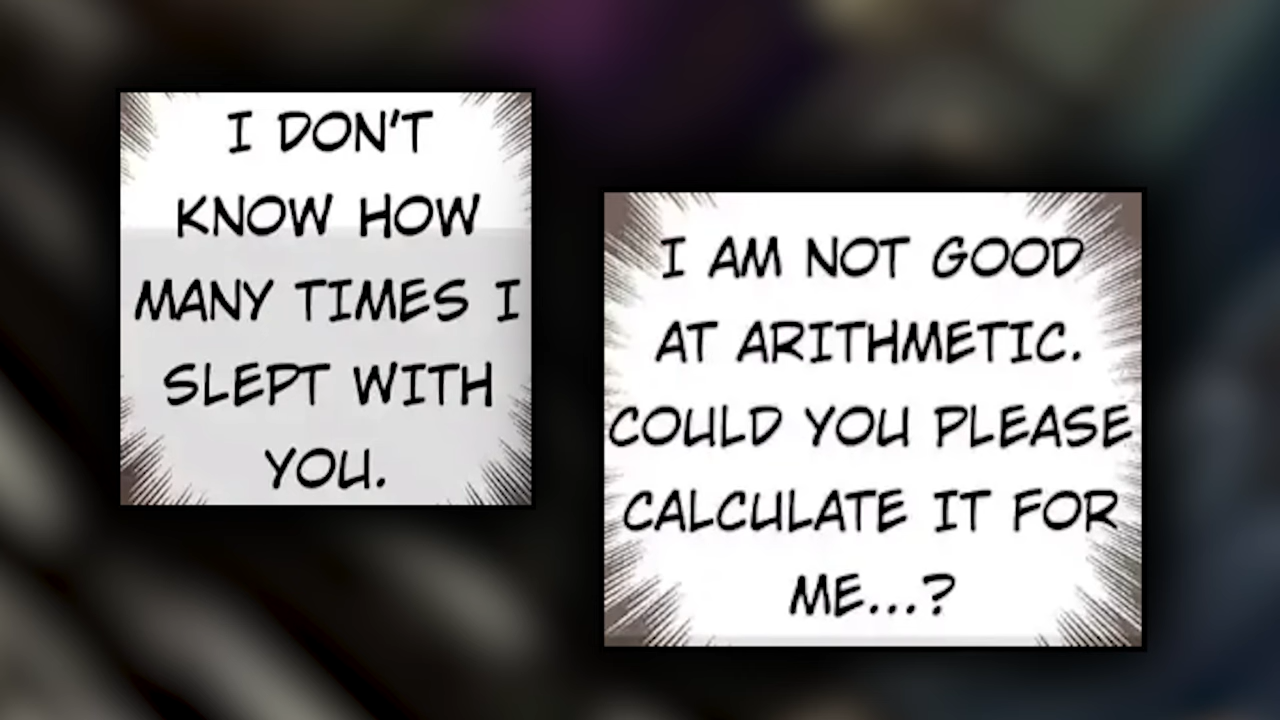 I DON'T
KNOW HOW
MANY TIMES I
SLEPT WITH
YOU.
I AM NOT GOOD
AT ARITHMETIC.
COULD YOU PLEASE
CALCULATE IT FOR
ME...?